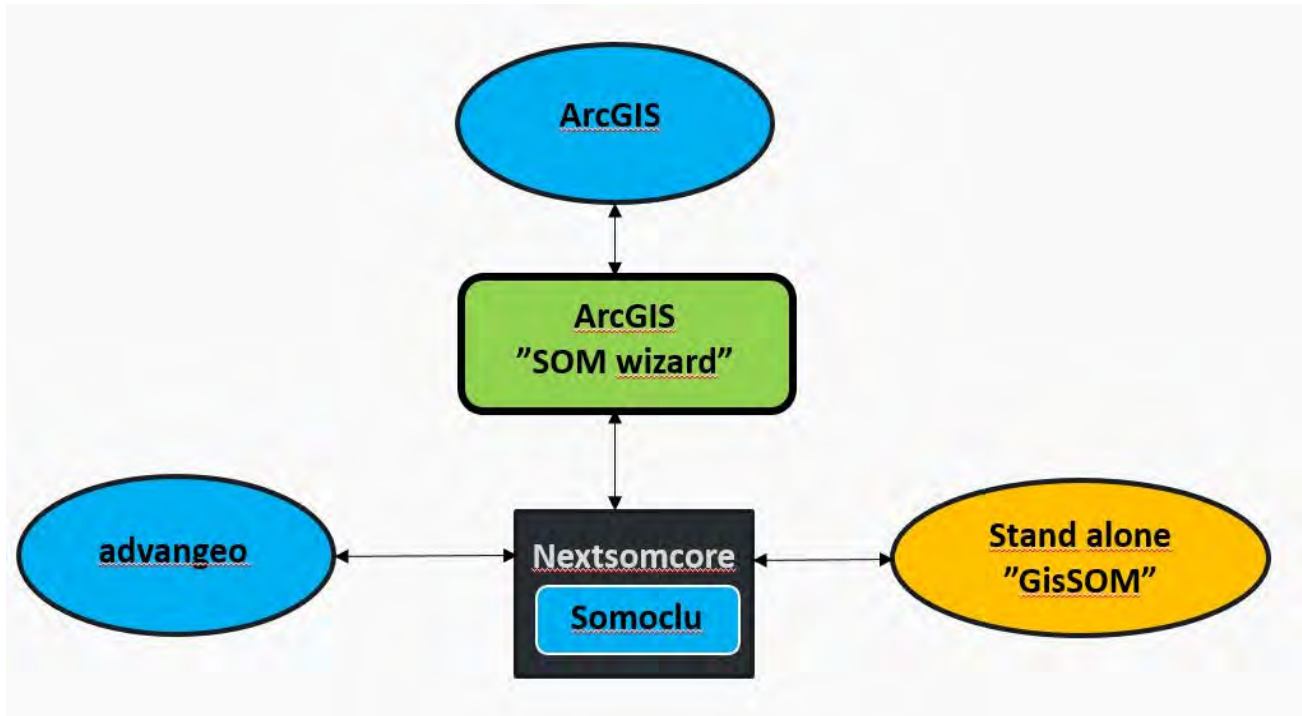 ArcGIS
ArcGIS
”SOM wizard”
advangeo
Nextsomcore
Somoclu
Stand alone
”GisSOM”